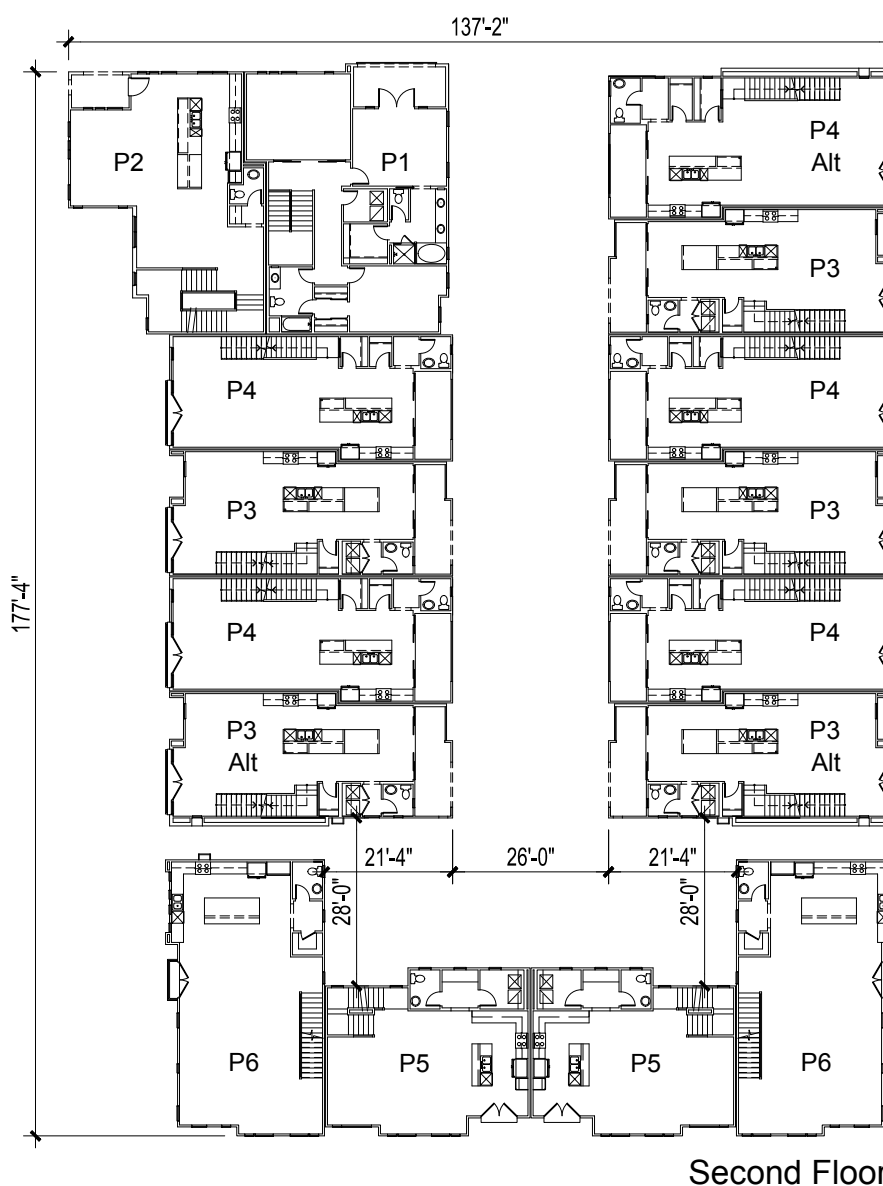 137'-2"
P2
P1
P4
Alt
P3
P4
P4
P3
P3
177'-4"
P4
P4
P3
Alt
P3
Alt
21'-4"
26'-0"
21'-4"
28'-0"
28'-0"
P6
P5
P5
P6
Second Floor